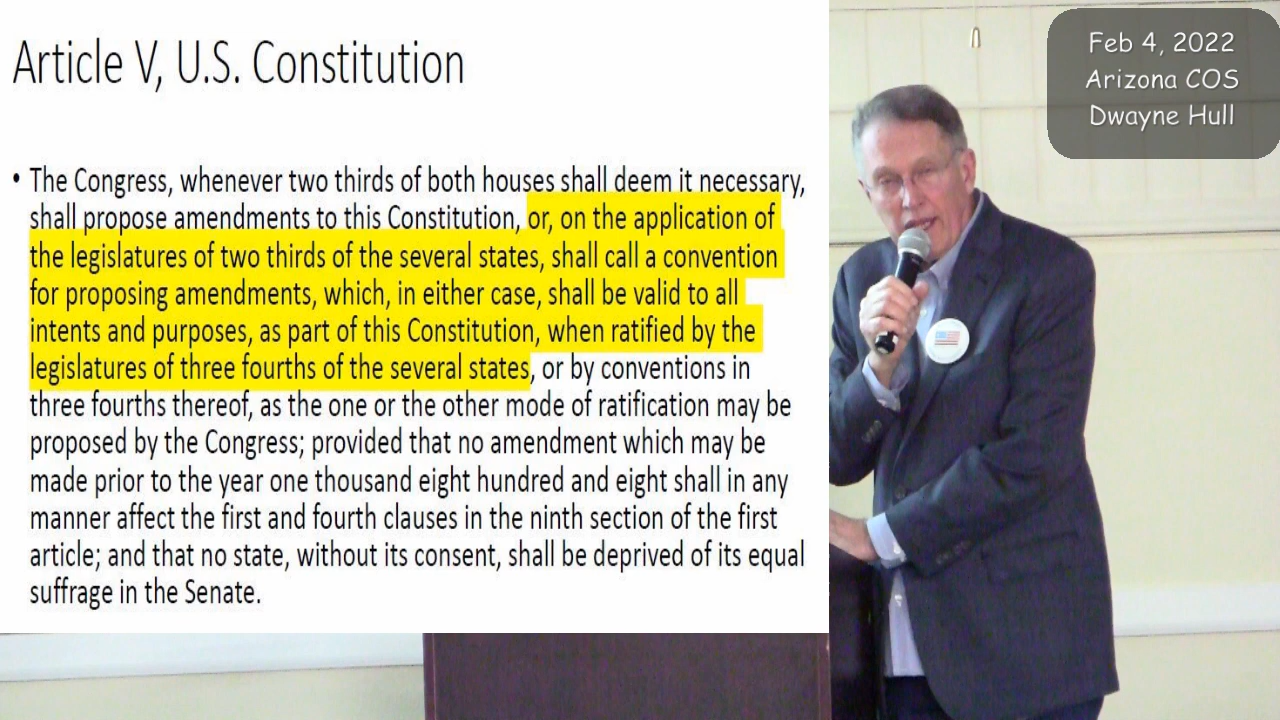 Article V, U.S. Constitution
Feb 4, 2022
Arizona COS
Dwayne Hull
• The Congress, whenever two thirds of both houses shall deem it necessary,
shall propose amendments to this Constitution, or, on the application of
the legislatures of two thirds of the several states, shall call a convention
for proposing amendments, which, in either case, shall be valid to all
intents and purposes, as part of this Constitution, when ratified by the
legislatures of three fourths of the several states, or by conventions in
three fourths thereof, as the one or the other mode of ratification may be
proposed by the Congress; provided that no amendment which may be
made prior to the year one thousand eight hundred and eight shall in any
manner affect the first and fourth clauses in the ninth section of the first
article; and that no state, without its consent, shall be deprived of its equal
suffrage in the Senate.